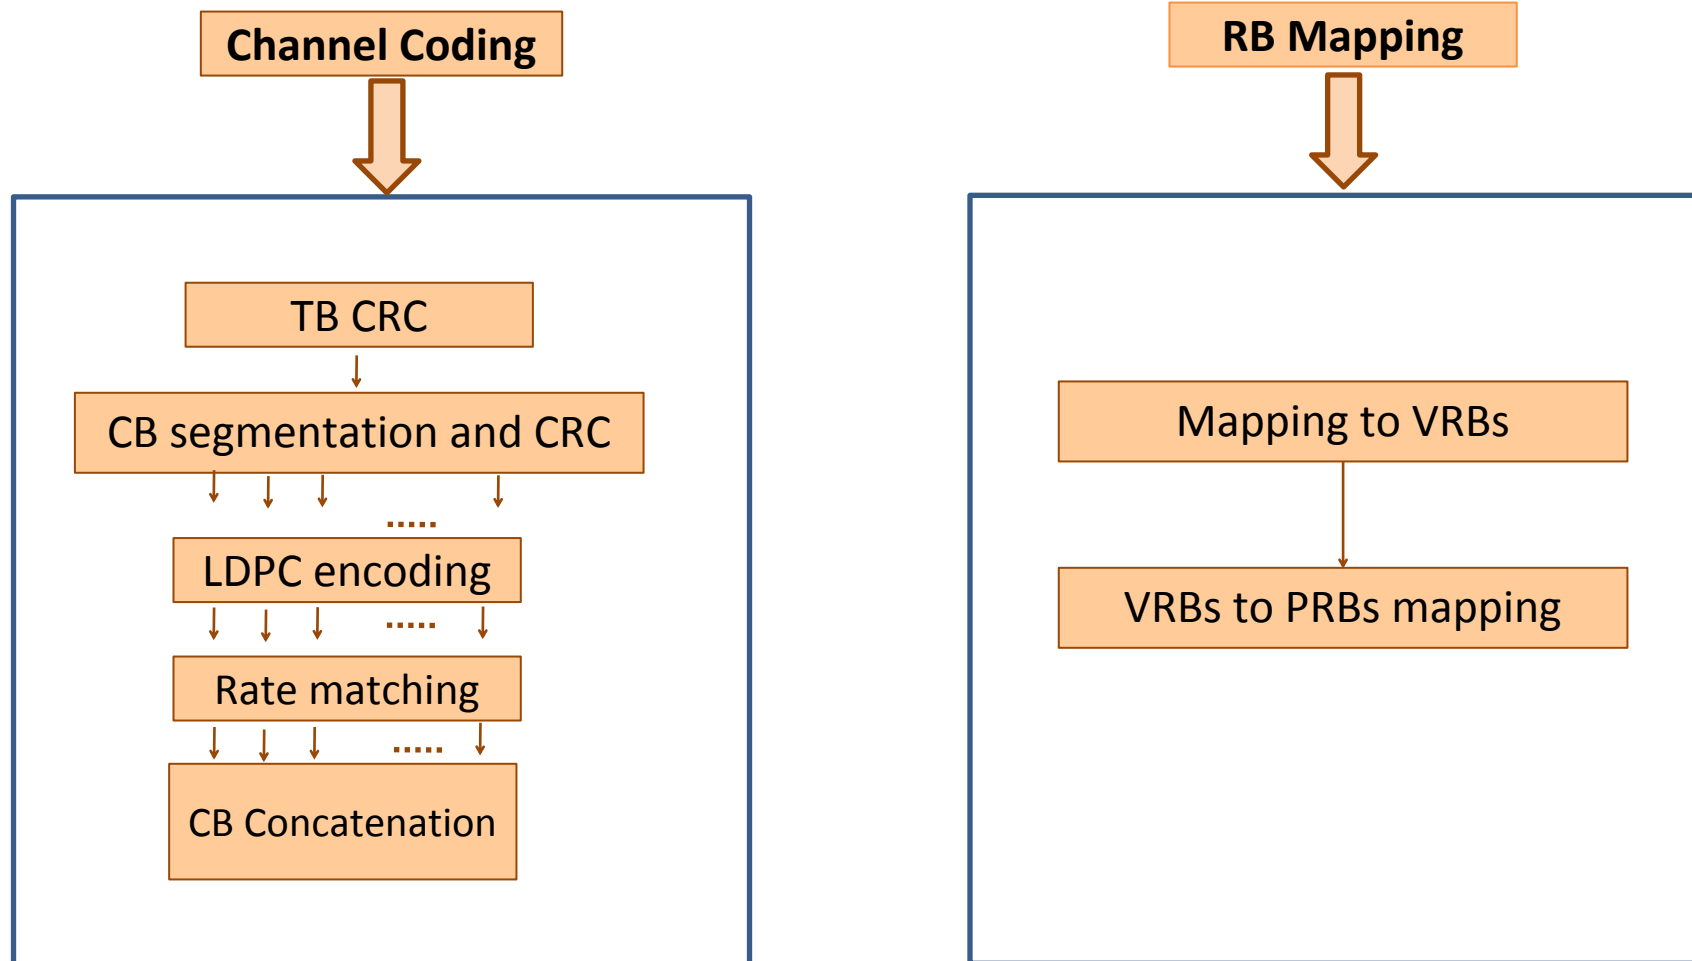 Channel Coding
TB CRC
CB segmentation and CRC
.....
LDPC encoding
.....
Rate matching
.....
CB Concatenation
RB Mapping
Mapping to VRBs
VRBs to PRBs mapping